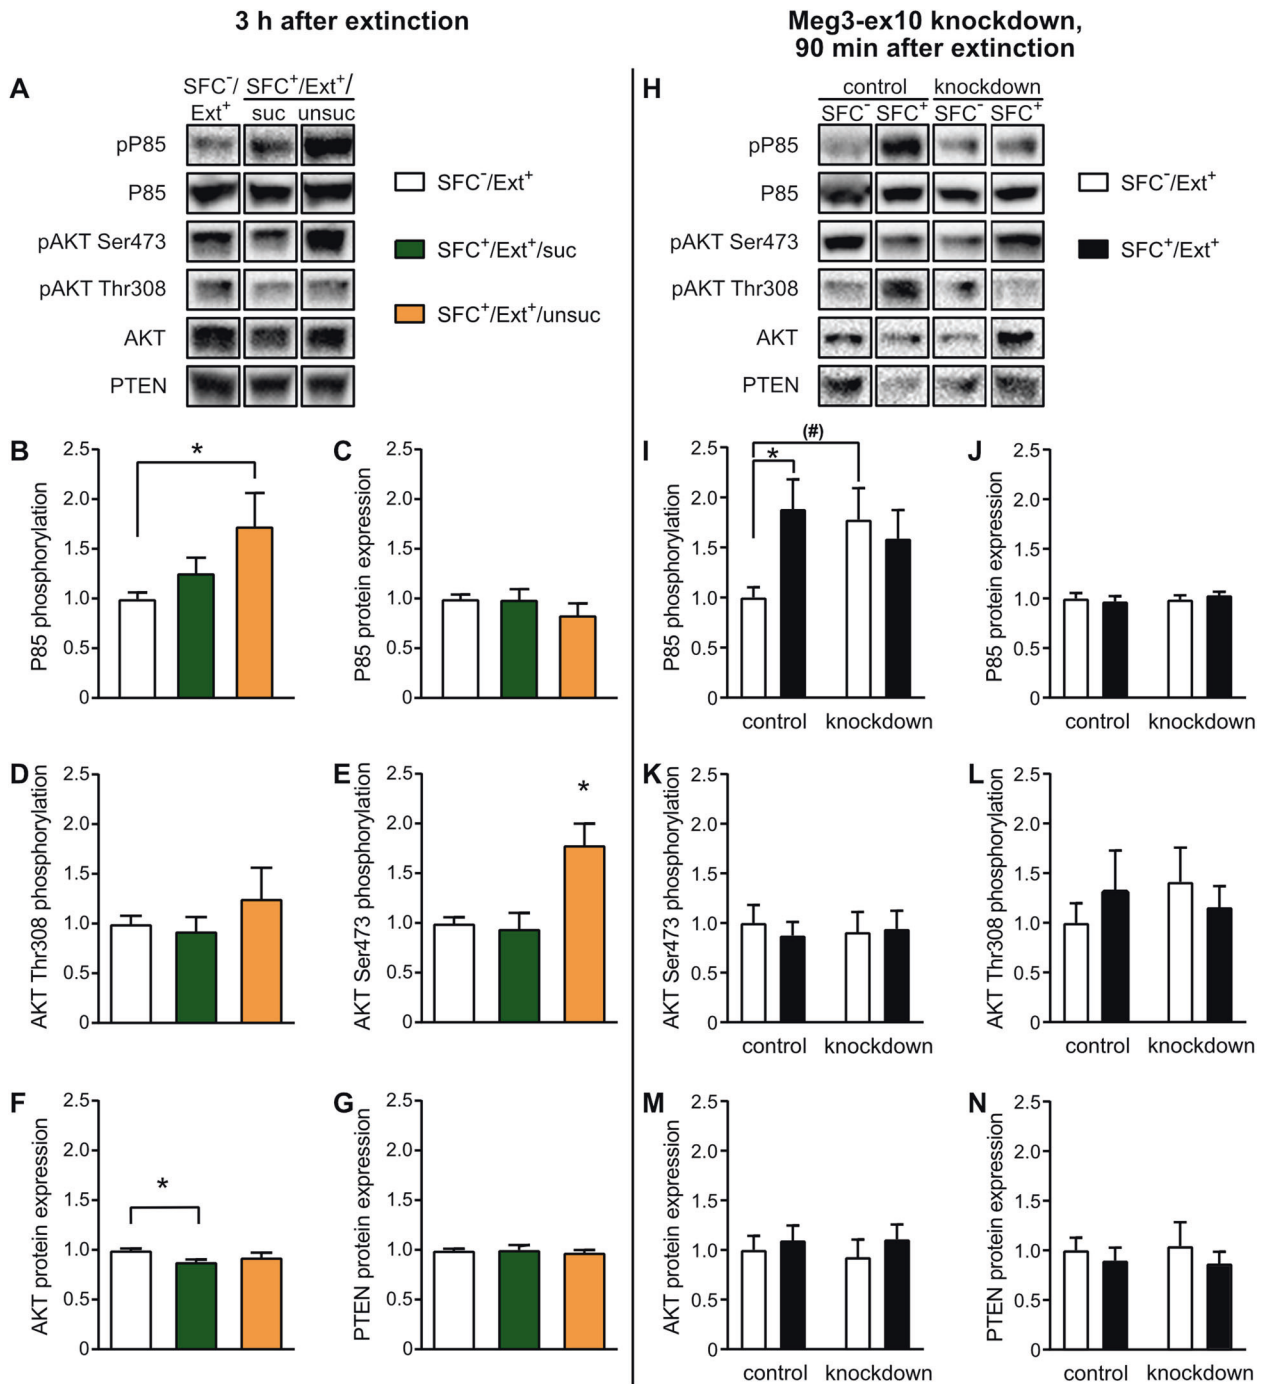 3 h after extinction
Meg3-ex10 knockdown,
90 min after extinction
A
SFC⁻/
Ext⁺
SFC⁺/Ext⁺/
suc unsuc
pP85
P85
pAKT Ser473
pAKT Thr308
AKT
PTEN
SFC⁻/Ext⁺
SFC⁺/Ext⁺/suc
SFC⁺/Ext⁺/unsuc
H
control knockdown
SFC⁻ SFC⁺ SFC⁻ SFC⁺
pP85
P85
pAKT Ser473
pAKT Thr308
AKT
PTEN
SFC⁻/Ext⁺
SFC⁺/Ext⁺
B
P85 phosphorylation
2.5
2.0
1.5
1.0
0.5
0
*
C
P85 protein expression
2.5
2.0
1.5
1.0
0.5
0
I
P85 phosphorylation
2.5
2.0
1.5
1.0
0.5
0
(#)
*
control knockdown
J
P85 protein expression
2.5
2.0
1.5
1.0
0.5
0
control knockdown
D
AKT Thr308 phosphorylation
2.5
2.0
1.5
1.0
0.5
0
E
AKT Ser473 phosphorylation
2.5
2.0
1.5
1.0
0.5
0
*
K
AKT Ser473 phosphorylation
2.5
2.0
1.5
1.0
0.5
0
control knockdown
L
AKT Thr308 phosphorylation
2.5
2.0
1.5
1.0
0.5
0
control knockdown
F
AKT protein expression
2.5
2.0
1.5
1.0
0.5
0
*
G
PTEN protein expression
2.5
2.0
1.5
1.0
0.5
0
M
AKT protein expression
2.5
2.0
1.5
1.0
0.5
0
control knockdown
N
PTEN protein expression
2.5
2.0
1.5
1.0
0.5
0
control knockdown